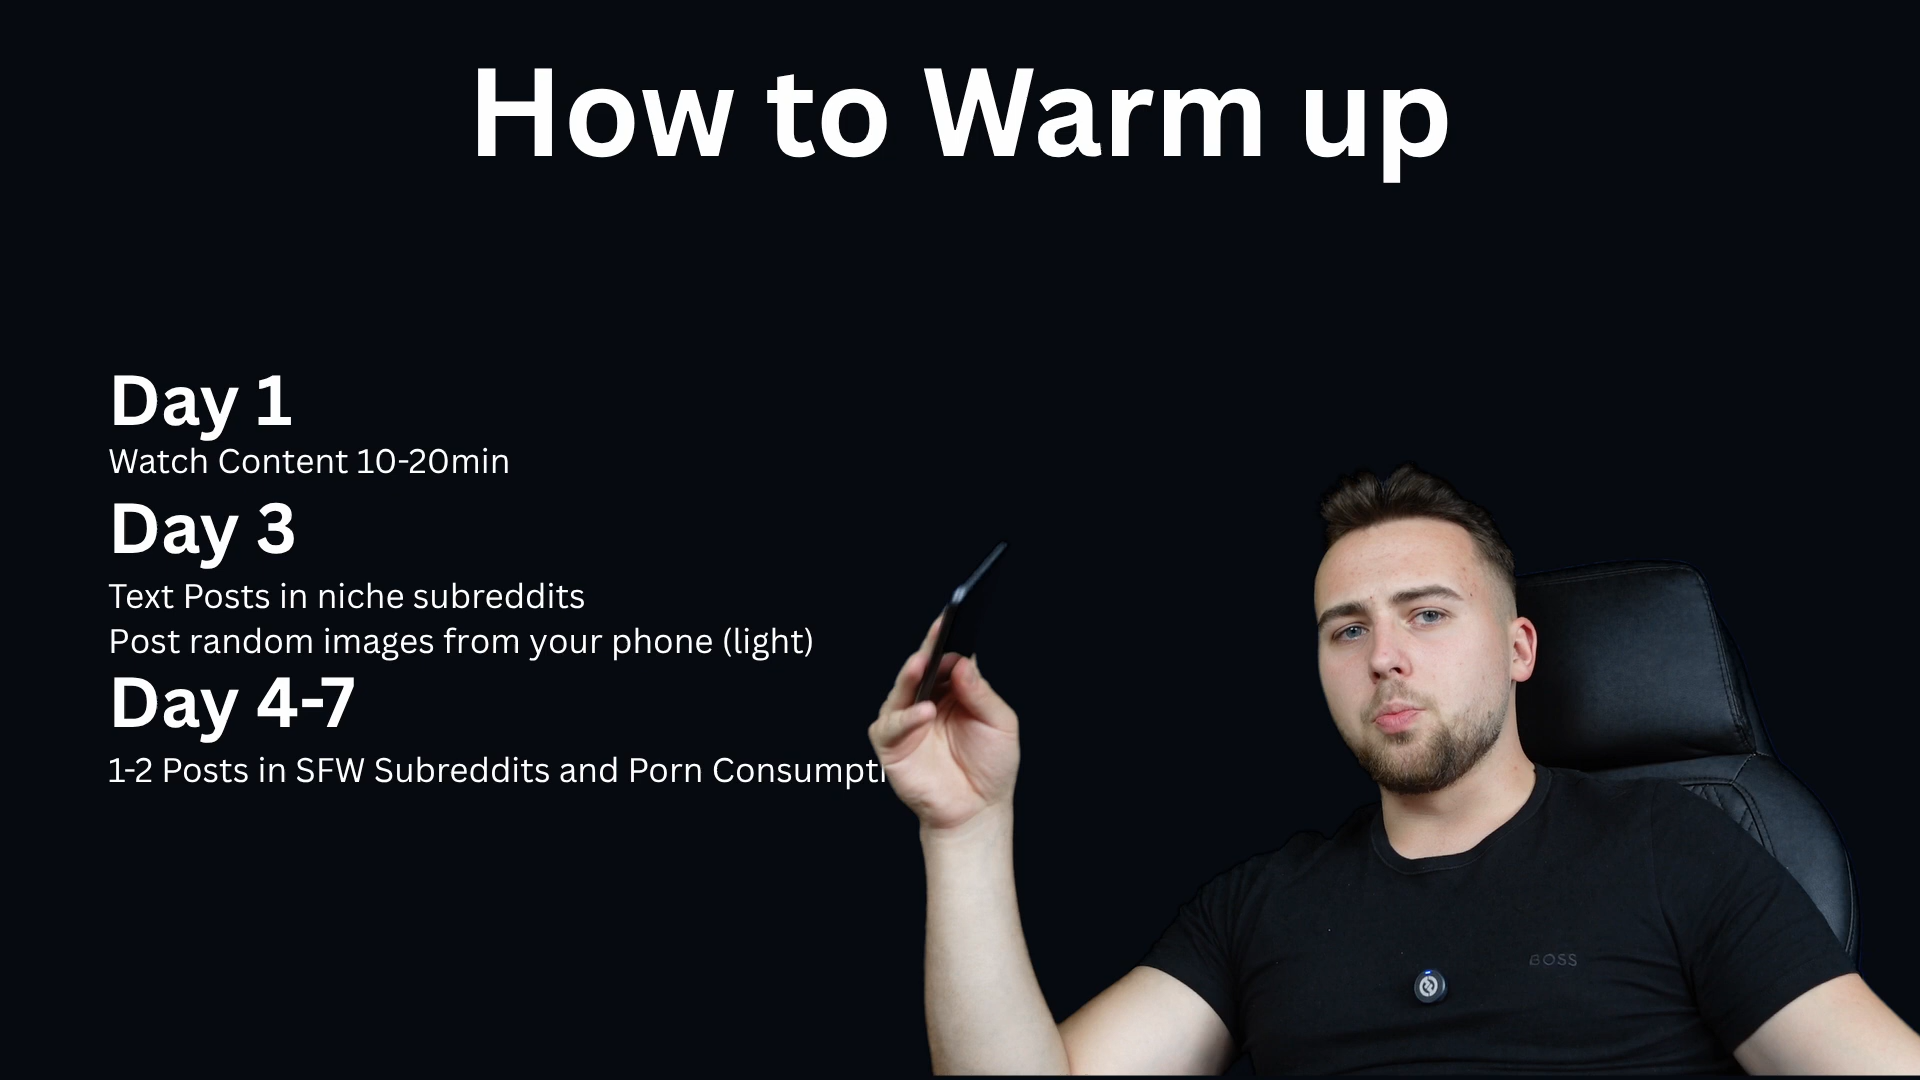 How to Warm up
Day 1
Watch Content 10-20min
Day 3
Text Posts in niche subreddits
Post random images from your phone (light)
Day 4-7
1-2 Posts in SFW Subreddits and Porn
BOSS